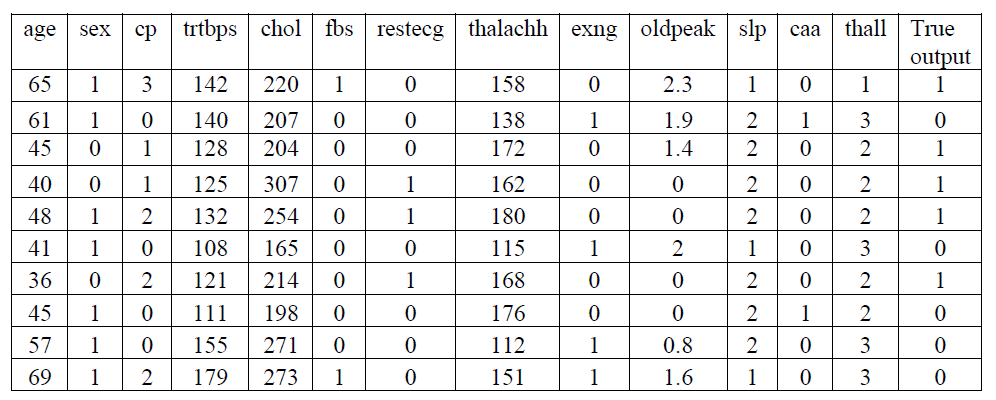 age sex cp trtbps chol fbs restecg thalachh exng oldpeak slp caa thall True output
65 1 3 142 220 1 0 158 0 2.3 1 0 1 1
61 1 0 140 207 0 0 138 1 1.9 2 1 3 0
45 0 1 128 204 0 0 172 0 1.4 2 0 2 1
40 0 1 125 307 0 1 162 0 0 2 0 2 1
48 1 2 132 254 0 1 180 0 0 2 0 2 1
41 1 0 108 165 0 0 115 1 2 1 0 3 0
36 0 2 121 214 0 1 168 0 0 2 0 2 1
45 1 0 111 198 0 0 176 0 0 2 1 2 0
57 1 0 155 271 0 0 112 1 0.8 2 0 3 0
69 1 2 179 273 1 0 151 1 1.6 1 0 3 0